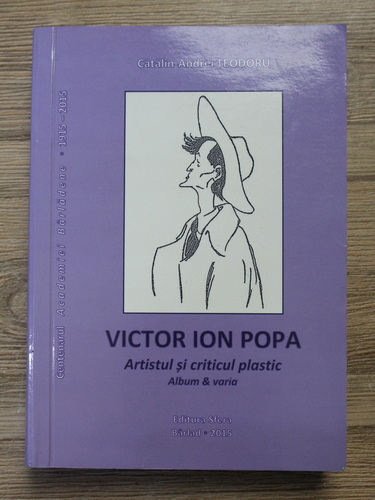 Catalin-Andrei TEODORU
Centenarul Academiei Bârlădene • 1915 – 2015
VICTOR ION POPA
Artistul și criticul plastic
Album & varia
Editura Sfera
Bârlad • 2015